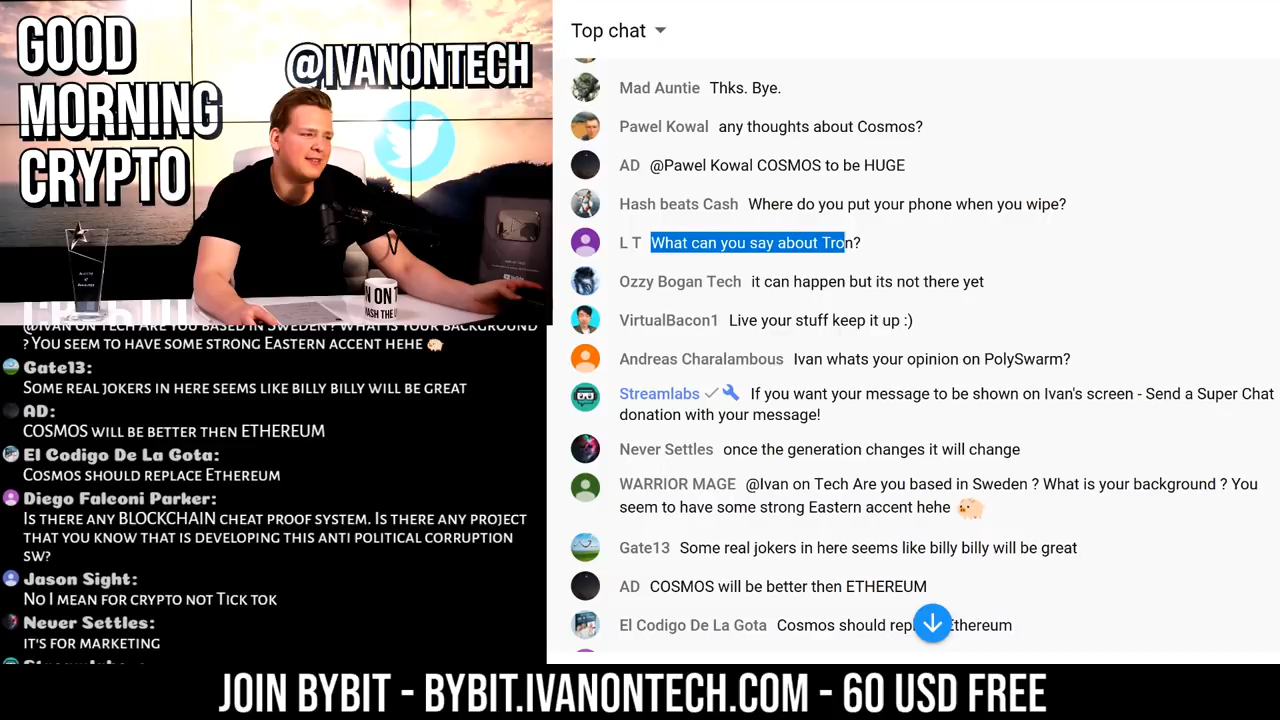 GOOD
MORNING
CRYPTO
@IVANONTECH
@IVAN ON TECH ARE YOU BASED IN SWEDEN? WHAT IS YOUR BACKGROUND
? YOU SEEM TO HAVE SOME STRONG EASTERN ACCENT HEHE
Gate13:
SOME REAL JOKERS IN HERE SEEMS LIKE BILLY BILLY WILL BE GREAT
AD:
COSMOS WILL BE BETTER THEN ETHEREUM
El Codigo De La Gota:
COSMOS SHOULD REPLACE ETHEREUM
Diego Falconi Parker:
IS THERE ANY BLOCKCHAIN CHEAT PROOF SYSTEM. IS THERE ANY PROJECT
THAT YOU KNOW THAT IS DEVELOPING THIS ANTI POLITICAL CORRUPTION
SW?
Jason Sight:
NO I MEAN FOR CRYPTO NOT TICK TOK
Never Settles:
IT'S FOR MARKETING
Top chat
Mad Auntie Thks. Bye.
Pawel Kowal any thoughts about Cosmos?
AD @Pawel Kowal COSMOS to be HUGE
Hash beats Cash Where do you put your phone when you wipe?
L T What can you say about Tron?
Ozzy Bogan Tech it can happen but its not there yet
VirtualBacon1 Live your stuff keep it up :)
Andreas Charalambous Ivan whats your opinion on PolySwarm?
Streamlabs If you want your message to be shown on Ivan's screen - Send a Super Chat
donation with your message!
Never Settles once the generation changes it will change
WARRIOR MAGE @Ivan on Tech Are you based in Sweden ? What is your background ? You
seem to have some strong Eastern accent hehe
Gate13 Some real jokers in here seems like billy billy will be great
AD COSMOS will be better then ETHEREUM
El Codigo De La Gota Cosmos should Ethereum
JOIN BYBIT - BYBIT.IVANONTECH.COM - 60 USD FREE